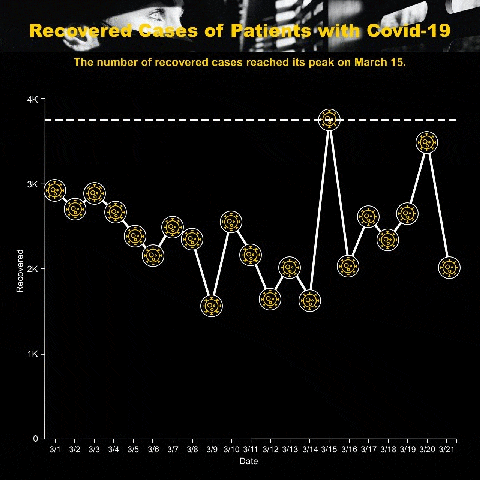 Recovered Cases of Patients with Covid-19
The number of recovered cases reached its peak on March 15.
4K
3K
2K
1K
0
Recovered
3/1 3/2 3/3 3/4 3/5 3/6 3/7 3/8 3/9 3/10 3/11 3/12 3/13 3/14 3/15 3/16 3/17 3/18 3/19 3/20 3/21
Date